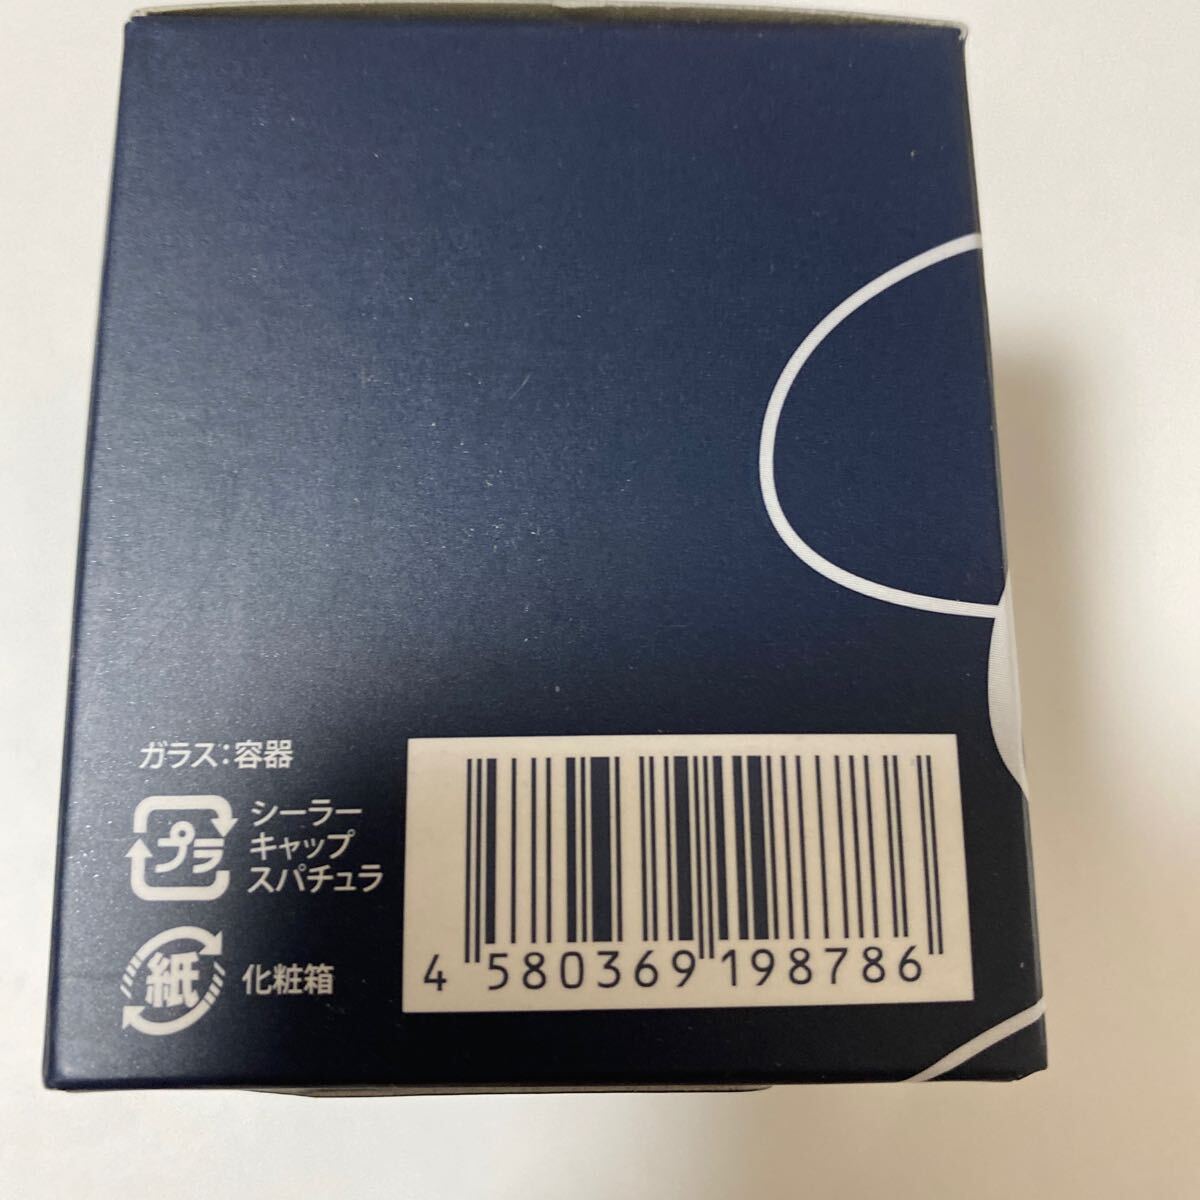 ガラス：容器
プラ
シーラー
キャップ
スパチュラ
紙
化粧箱
4 580369 198786